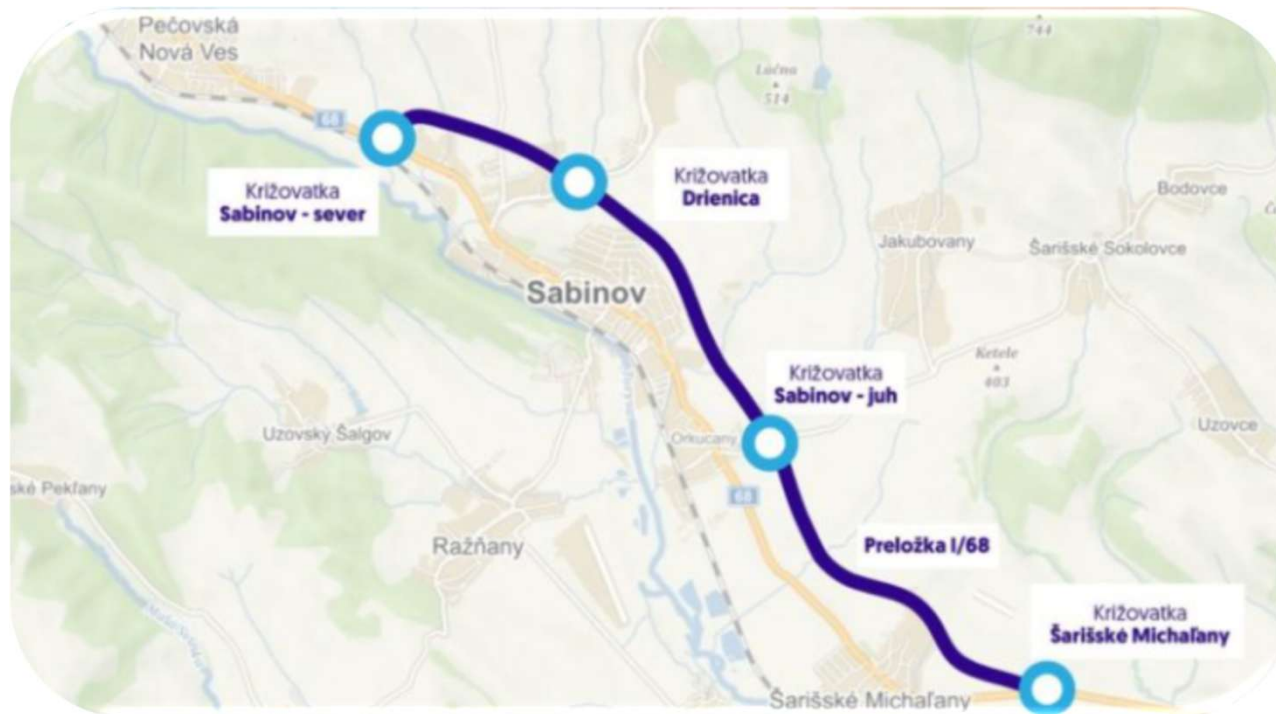 Pečovská
Nová Ves
744
Lačna
514
68
Križovatka
Sabinov - sever
Križovatka
Drienica
Bodovce
Jakubovany
Šarišské Sokolovce
Sabinov
Ketele
403
Križovatka
Sabinov - juh
Uzovský Šalgov
Orkucany
Uzovce
ské Pekľany
68
Ražňany
Preložka I/68
Križovatka
Šarišské Michaľany
Šarišské Michaľany